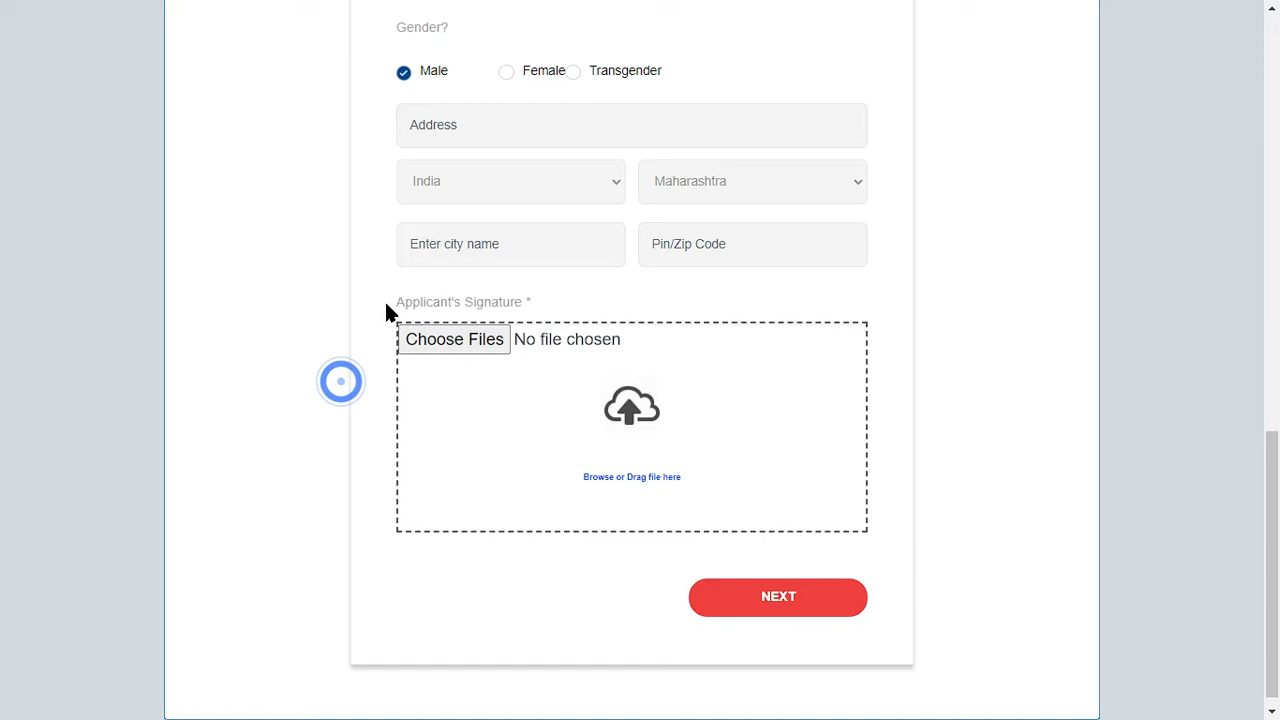 Gender?
Male Female Transgender
Address
India Maharashtra
Enter city name Pin/Zip Code
Applicant's Signature *
Choose Files No file chosen
Browse or Drag file here
NEXT